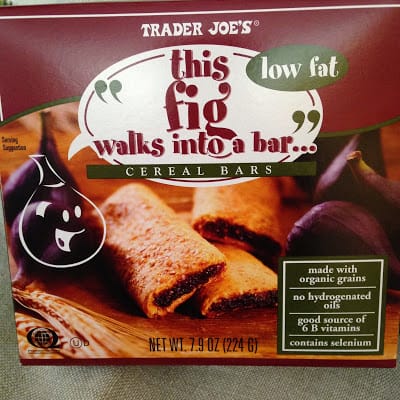 TRADER JOE'S®
this
low fat
fig
walks into a bar...
CEREAL BARS
Serving
Suggestion
made with
organic grains
no hydrogenated
oils
good source of
6 B vitamins
contains selenium
NET WT. 7.9 OZ (224 G)
U D